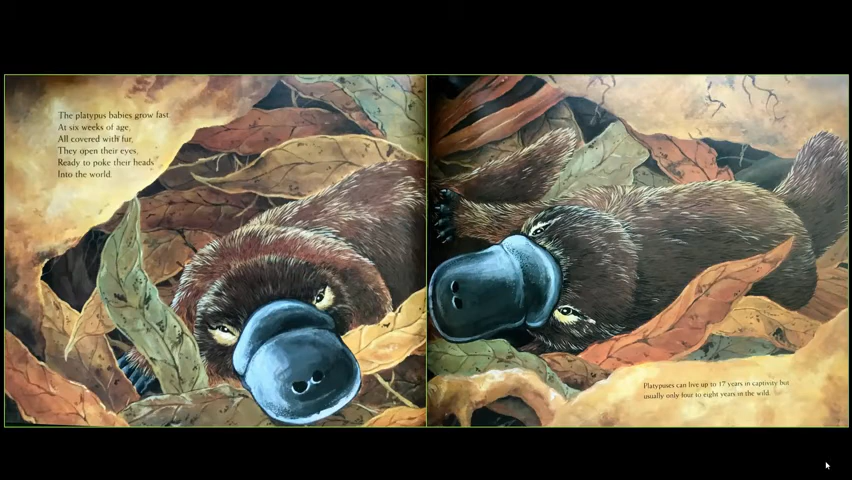 The platypus babies grow fast
At six weeks of age,
All covered with fur,
They open their eyes,
Ready to poke their heads
Into the world.
Platypuses can live up to 17 years in captivity but
usually only four to eight years in the wild.